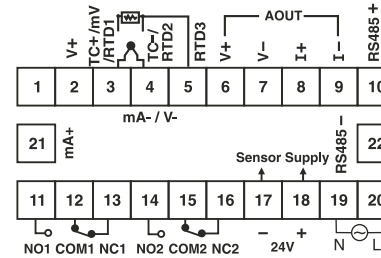 AOUT
V+ TC+/mV /RTD1 TC-/ RTD2 RTD3 V+ V- I+ I- RS485 +
1 2 3 4 5 6 7 8 9 10
mA- / V-
21 mA+ RS485 - 22
Sensor Supply
11 12 13 14 15 16 17 18 19 20
- +
NO1 COM1 NC1 NO2 COM2 NC2 24V N L